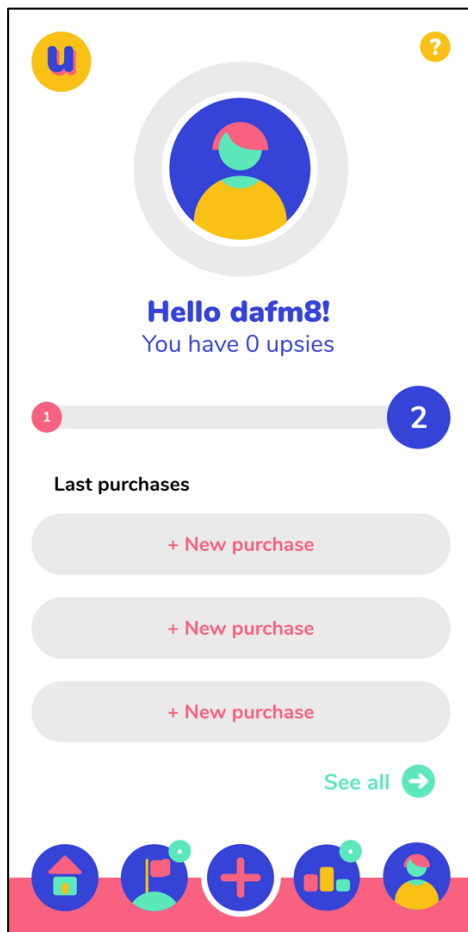 u
?
Hello dafm8!
You have 0 upsies
1
2
Last purchases
+ New purchase
+ New purchase
+ New purchase
See all